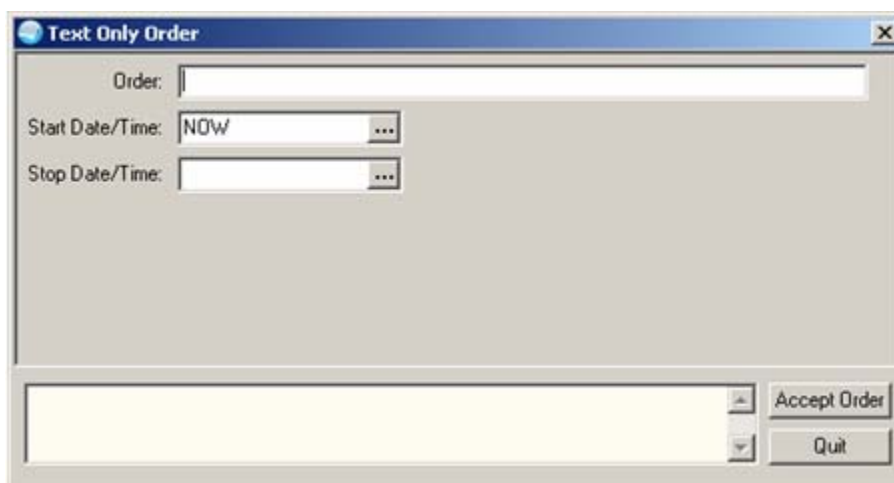 Text Only Order
Order:
Start Date/Time: NOW ...
Stop Date/Time: ...
Accept Order
Quit